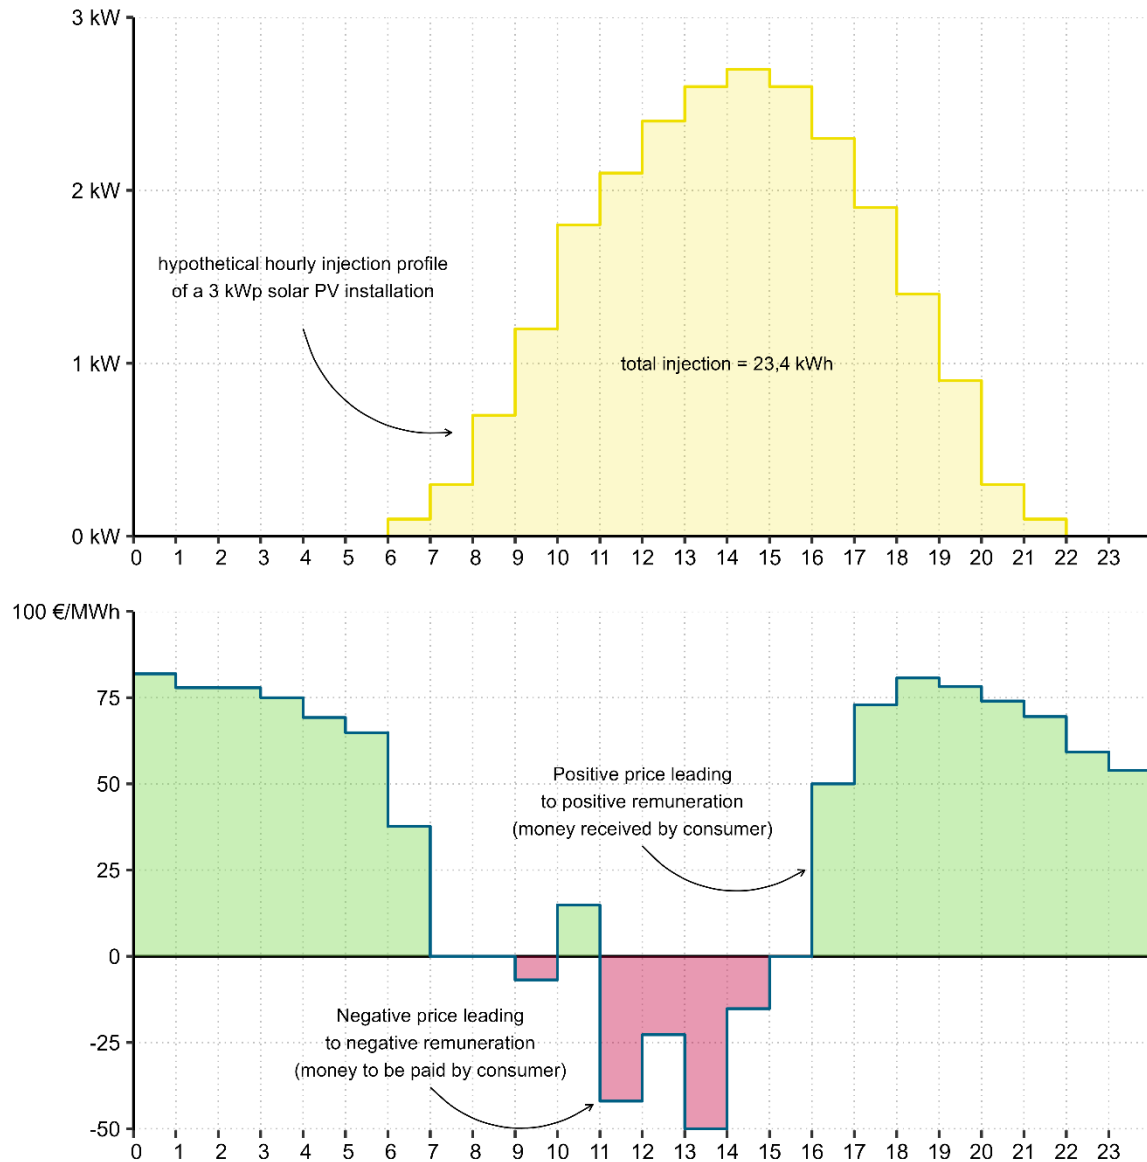 3 kW
2 kW
hypothetical hourly injection profile
of a 3 kWp solar PV installation
1 kW
total injection = 23,4 kWh
0 kW
0 1 2 3 4 5 6 7 8 9 10 11 12 13 14 15 16 17 18 19 20 21 22 23
100 €/MWh
75
50
Positive price leading
to positive remuneration
(money received by consumer)
25
0
Negative price leading
to negative remuneration
(money to be paid by consumer)
-25
-50
0 1 2 3 4 5 6 7 8 9 10 11 12 13 14 15 16 17 18 19 20 21 22 23